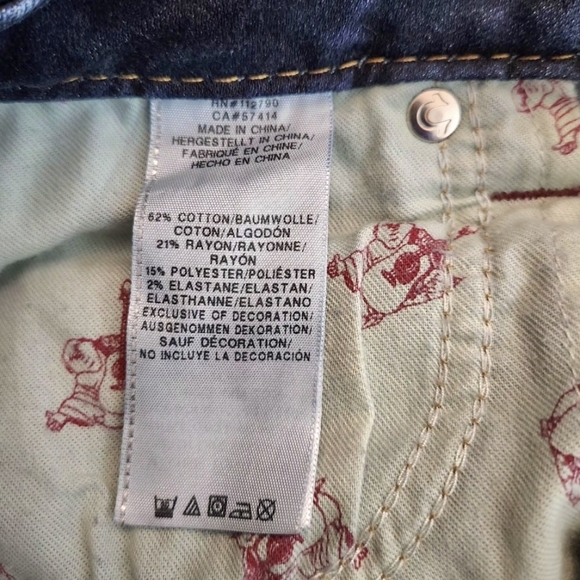 RN#112790
CA#57414
MADE IN CHINA/
HERGESTELLT IN CHINA/
FABRIQUÉ EN CHINE/
HECHO EN CHINA
62% COTTON/BAUMWOLLE/
COTON/ALGODÓN
21% RAYON/RAYONNE/
RAYÓN
15% POLYESTER/POLIÉSTER
2% ELASTANE/ELASTAN/
ELASTHANNE/ELASTANO
EXCLUSIVE OF DECORATION/
AUSGENOMMEN DEKORATION/
SAUF DÉCORATION/
NO INCLUYE LA DECORACIÓN